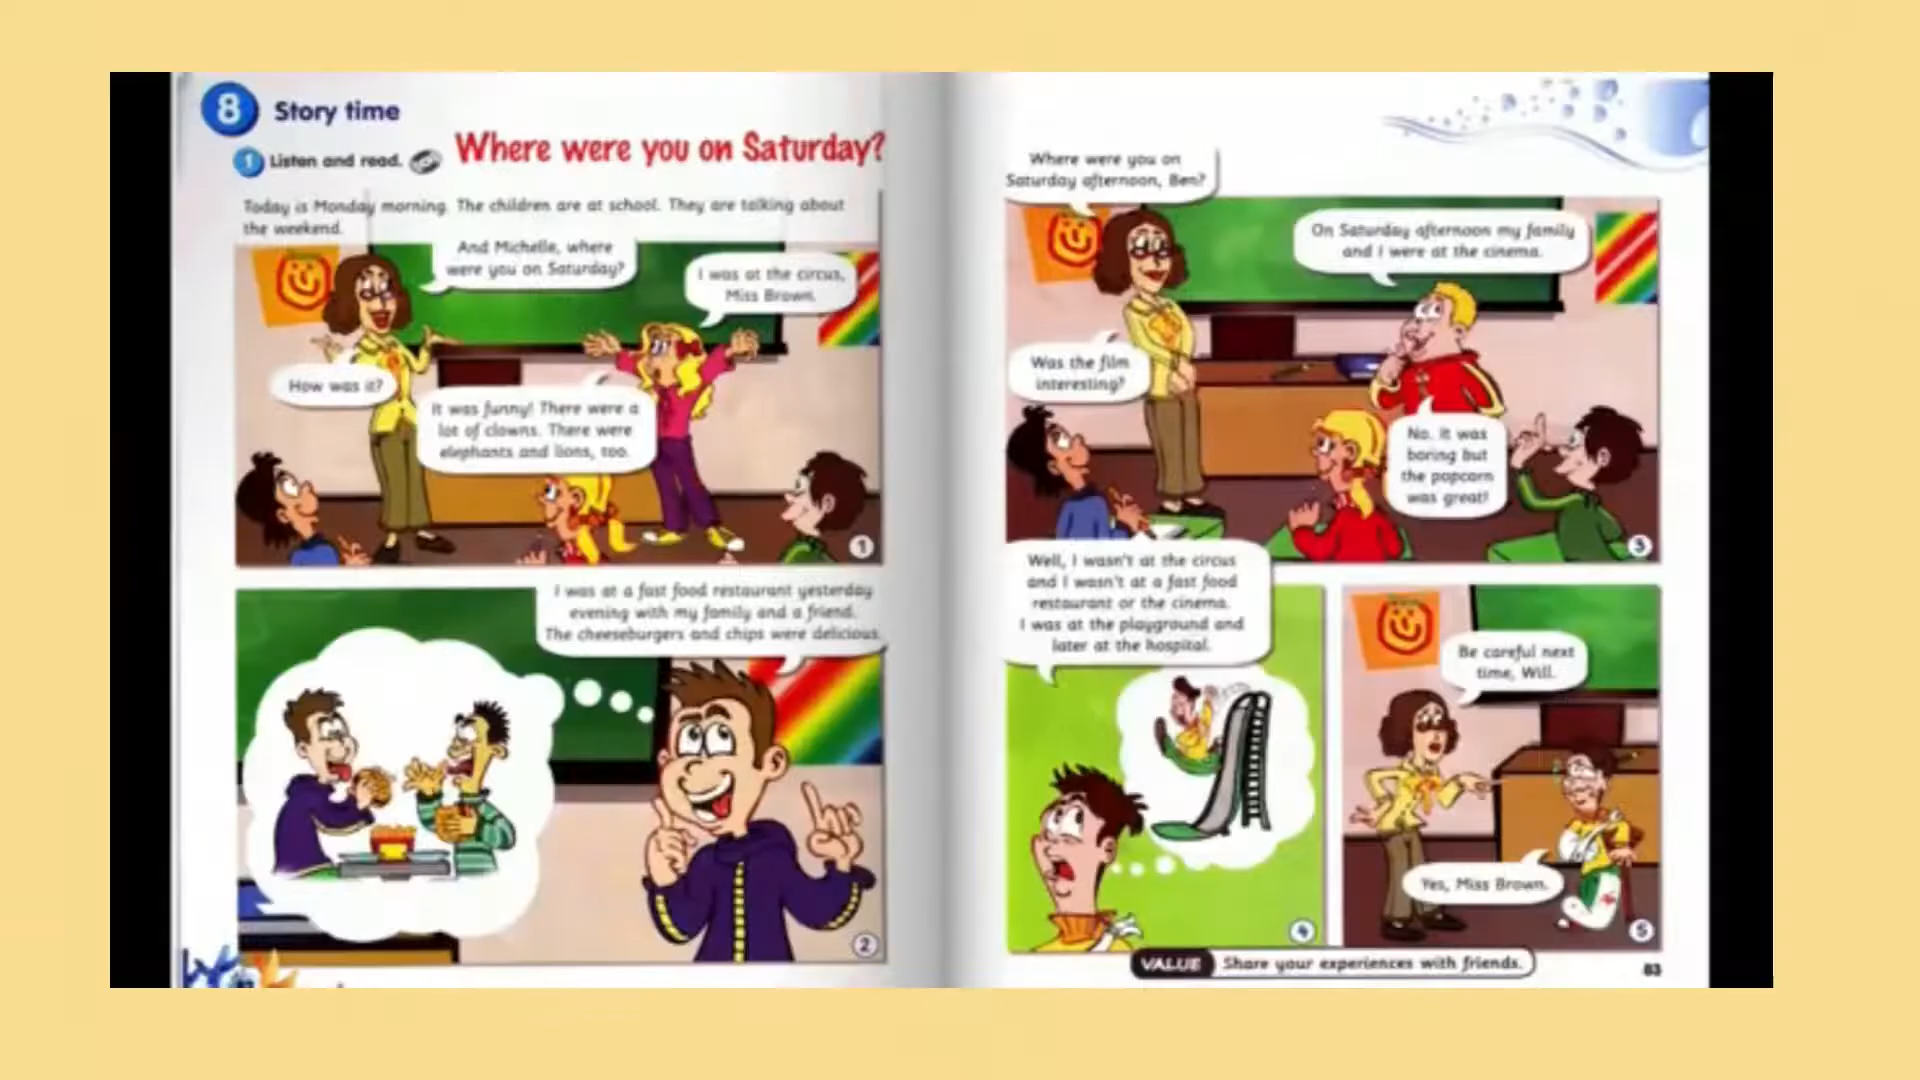 8 Story time
1 Listen and read.
Where were you on Saturday?
Today is Monday morning. The children are at school. They are talking about
the weekend.
And Michelle, where
were you on Saturday?
I was at the circus,
Miss Brown.
How was it?
It was funny! There were a
lot of clowns. There were
elephants and lions, too.
1
I was at a fast food restaurant yesterday
evening with my family and a friend.
The cheeseburgers and chips were delicious.
2
Where were you on
Saturday afternoon, Ben?
On Saturday afternoon my family
and I were at the cinema.
Was the film
interesting?
No. It was
boring but
the popcorn
was great!
3
Well, I wasn't at the circus
and I wasn't at a fast food
restaurant or the cinema.
I was at the playground and
later at the hospital.
4
Be careful next
time, Will.
Yes, Miss Brown.
5
VALUE Share your experiences with friends.
83